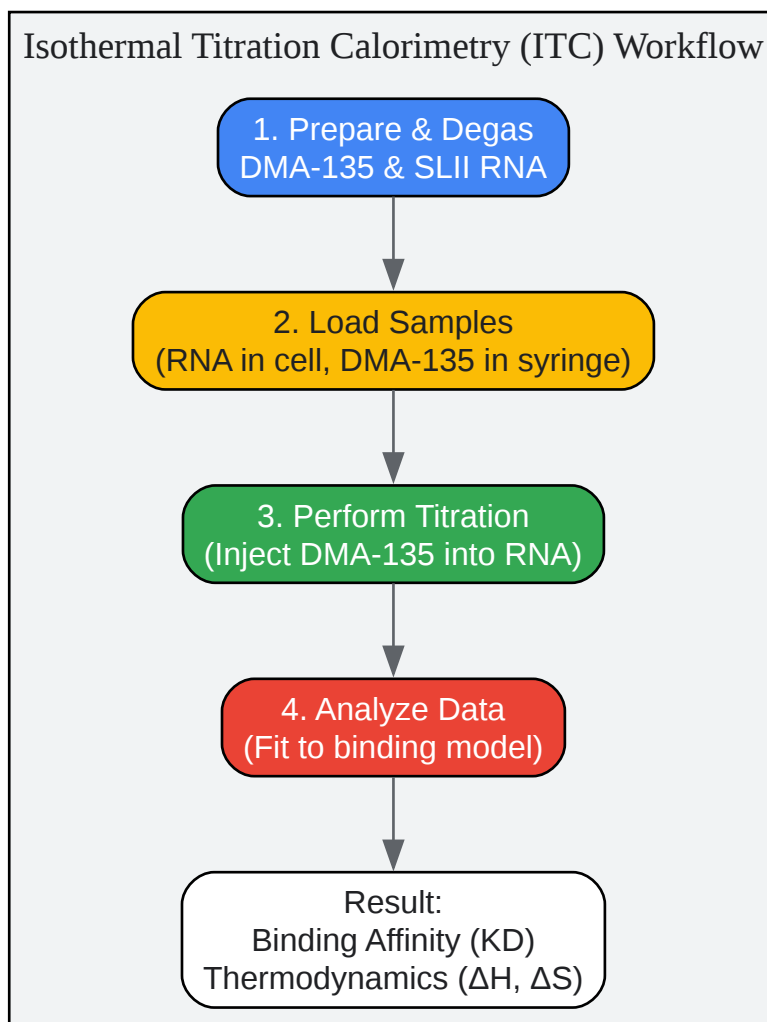 Isothermal Titration Calorimetry (ITC) Workflow
1. Prepare & Degas
DMA-135 & SLII RNA
2. Load Samples
(RNA in cell, DMA-135 in syringe)
3. Perform Titration
(Inject DMA-135 into RNA)
4. Analyze Data
(Fit to binding model)
Result:
Binding Affinity (KD)
Thermodynamics (ΔH, ΔS)